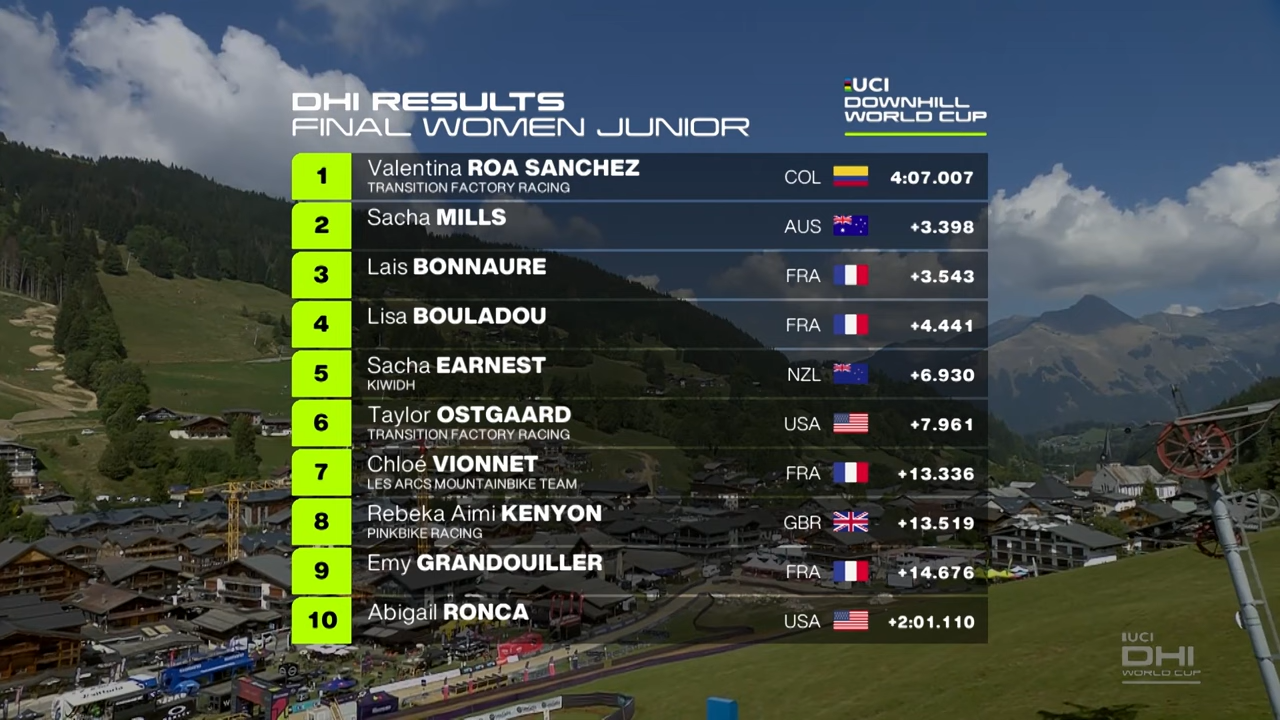 DHI RESULTS
FINAL WOMEN JUNIOR
UCI
DOWNHILL
WORLD CUP
1 Valentina ROA SANCHEZ COL 4:07.007
TRANSITION FACTORY RACING
2 Sacha MILLS AUS +3.398
3 Lais BONNAURE FRA +3.543
4 Lisa BOULADOU FRA +4.441
5 Sacha EARNEST NZL +6.930
KIWIDH
6 Taylor OSTGAARD USA +7.961
TRANSITION FACTORY RACING
7 Chloé VIONNET FRA +13.336
LES ARCS MOUNTAINBIKE TEAM
8 Rebeka Aimi KENYON GBR +13.519
PINKBIKE RACING
9 Emy GRANDOUILLER FRA +14.676
10 Abigail RONCA USA +2:01.110
UCI
DHI
WORLD CUP